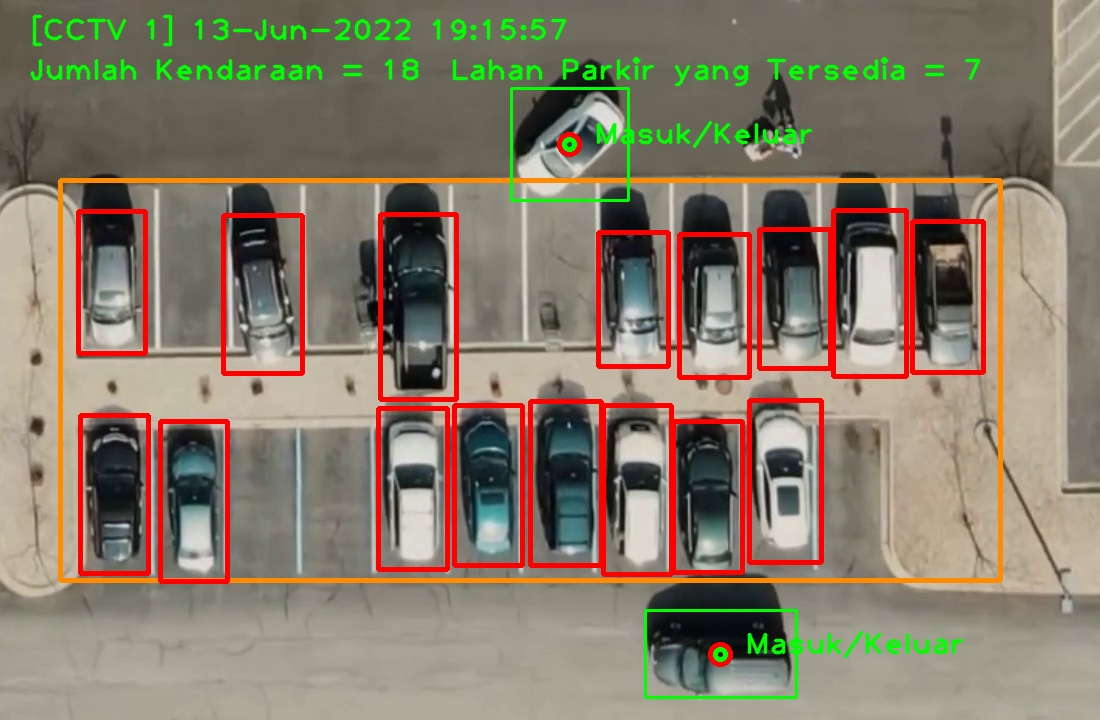 [CCTV 1] 13-Jun-2022 19:15:57
Jumlah Kendaraan = 18 Lahan Parkir yang Tersedia = 7
Masuk/Keluar
Masuk/Keluar